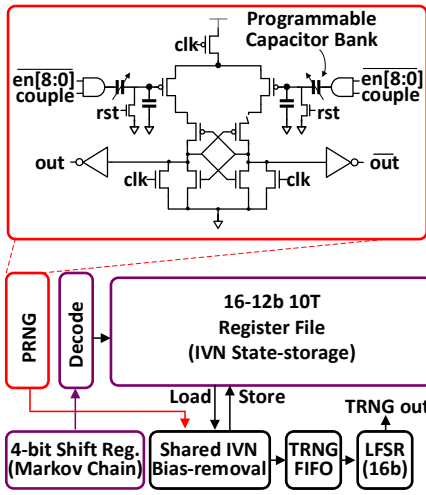 Programmable
Capacitor Bank
clk
en[8:0]
couple
en[8:0]
couple
rst
rst
out
out
clk
clk
PRNG
Decode
16-12b 10T
Register File
(IVN State-storage)
Load
Store
TRNG out
4-bit Shift Reg.
(Markov Chain)
Shared IVN
Bias-removal
TRNG
FIFO
LFSR
(16b)